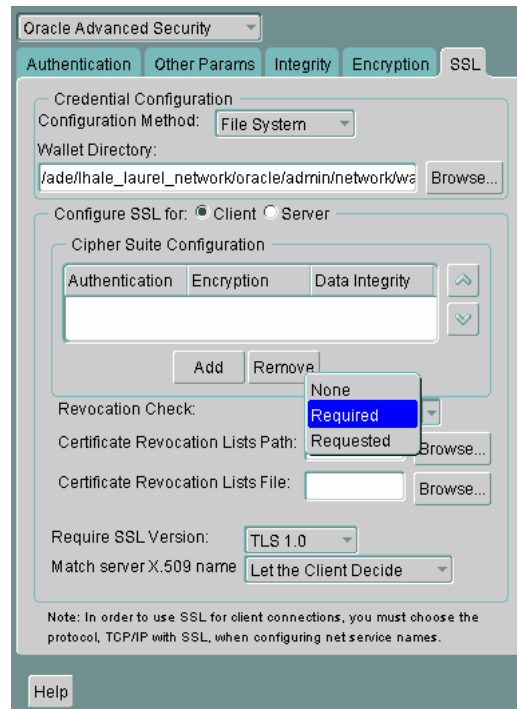 Oracle Advanced Security
Authentication Other Params Integrity Encryption SSL
Credential Configuration
Configuration Method: File System
Wallet Directory:
/ade/lhale_laurel_network/oracle/admin/network/wa Browse...
Configure SSL for: Client Server
Cipher Suite Configuration
Authentication Encryption Data Integrity
Add Remove
None
Revocation Check: Required
Certificate Revocation Lists Path: Requested Browse...
Certificate Revocation Lists File: Browse...
Require SSL Version: TLS 1.0
Match server X.509 name Let the Client Decide
Note: In order to use SSL for client connections, you must choose the
protocol, TCP/IP with SSL, when configuring net service names.
Help